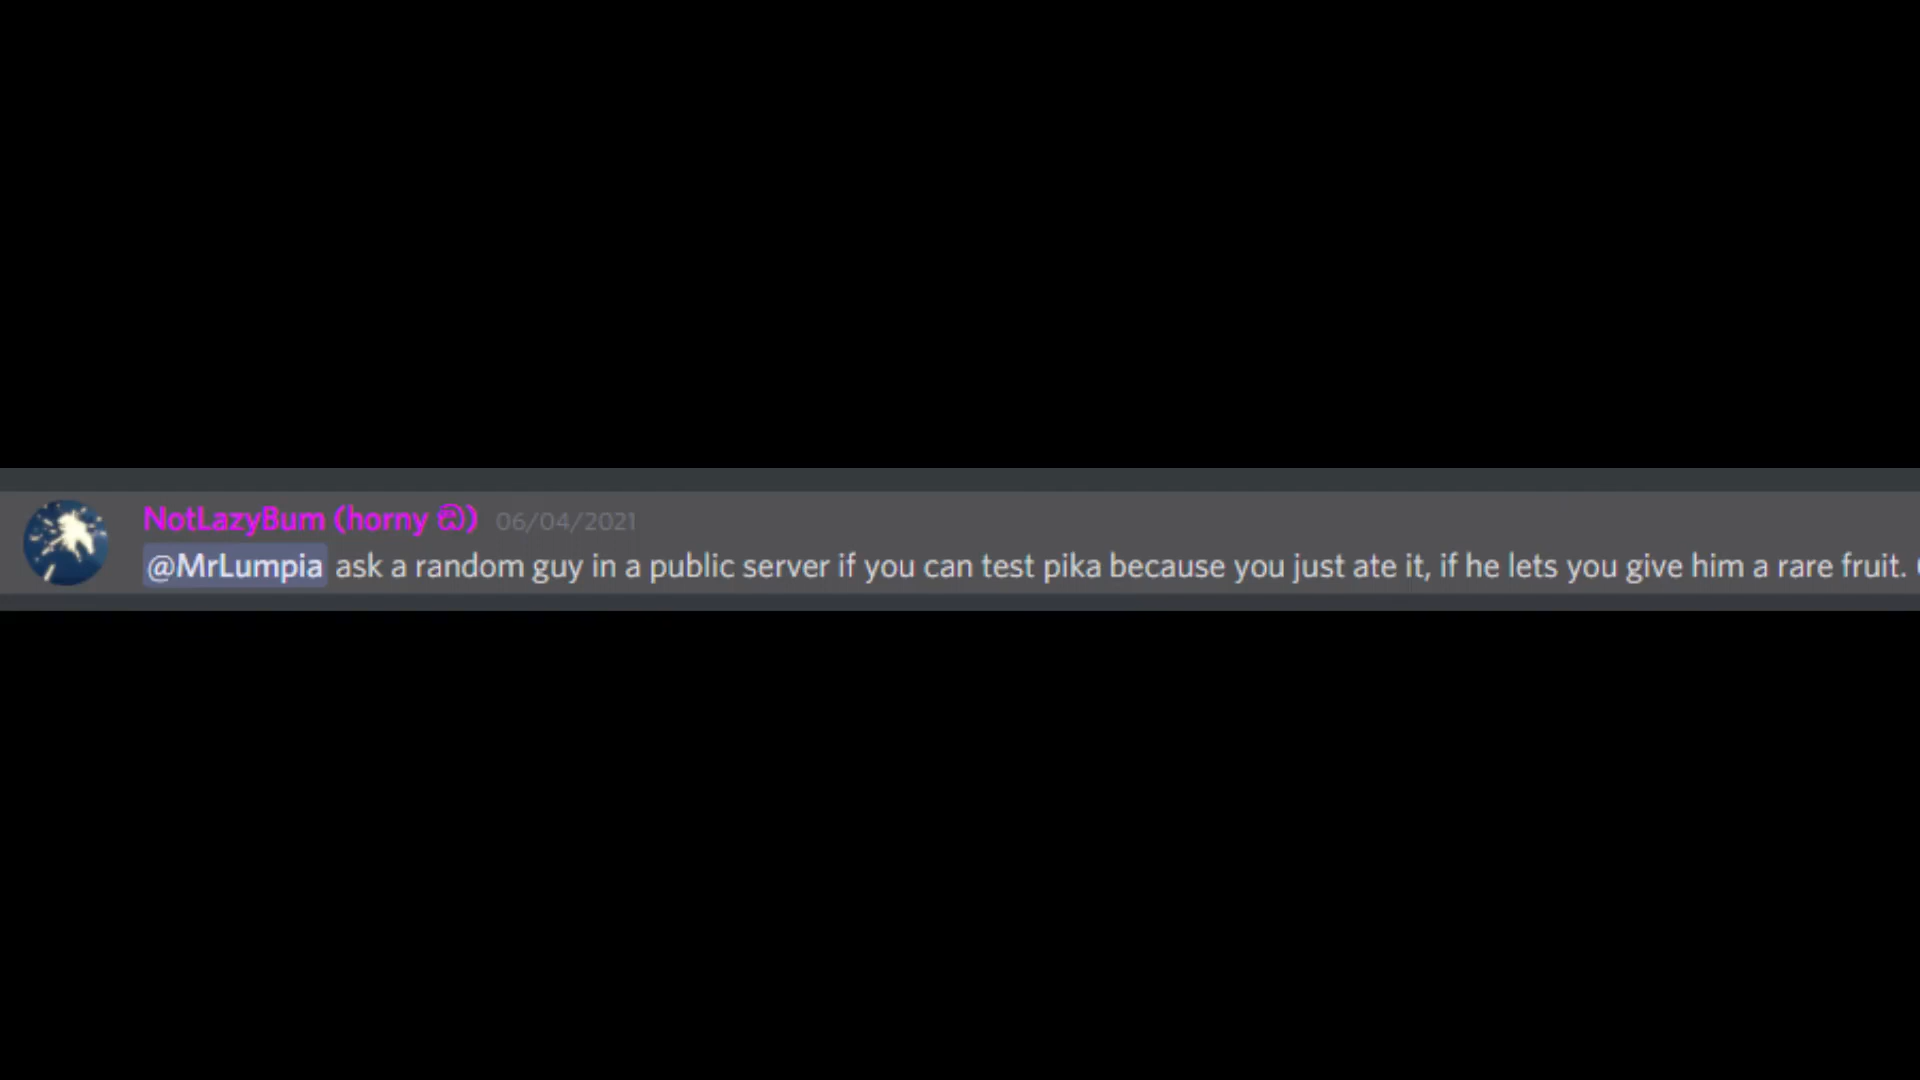 NotLazyBum (horny ඞ) 06/04/2021
@MrLumpia ask a random guy in a public server if you can test pika because you just ate it, if he lets you give him a rare fruit.